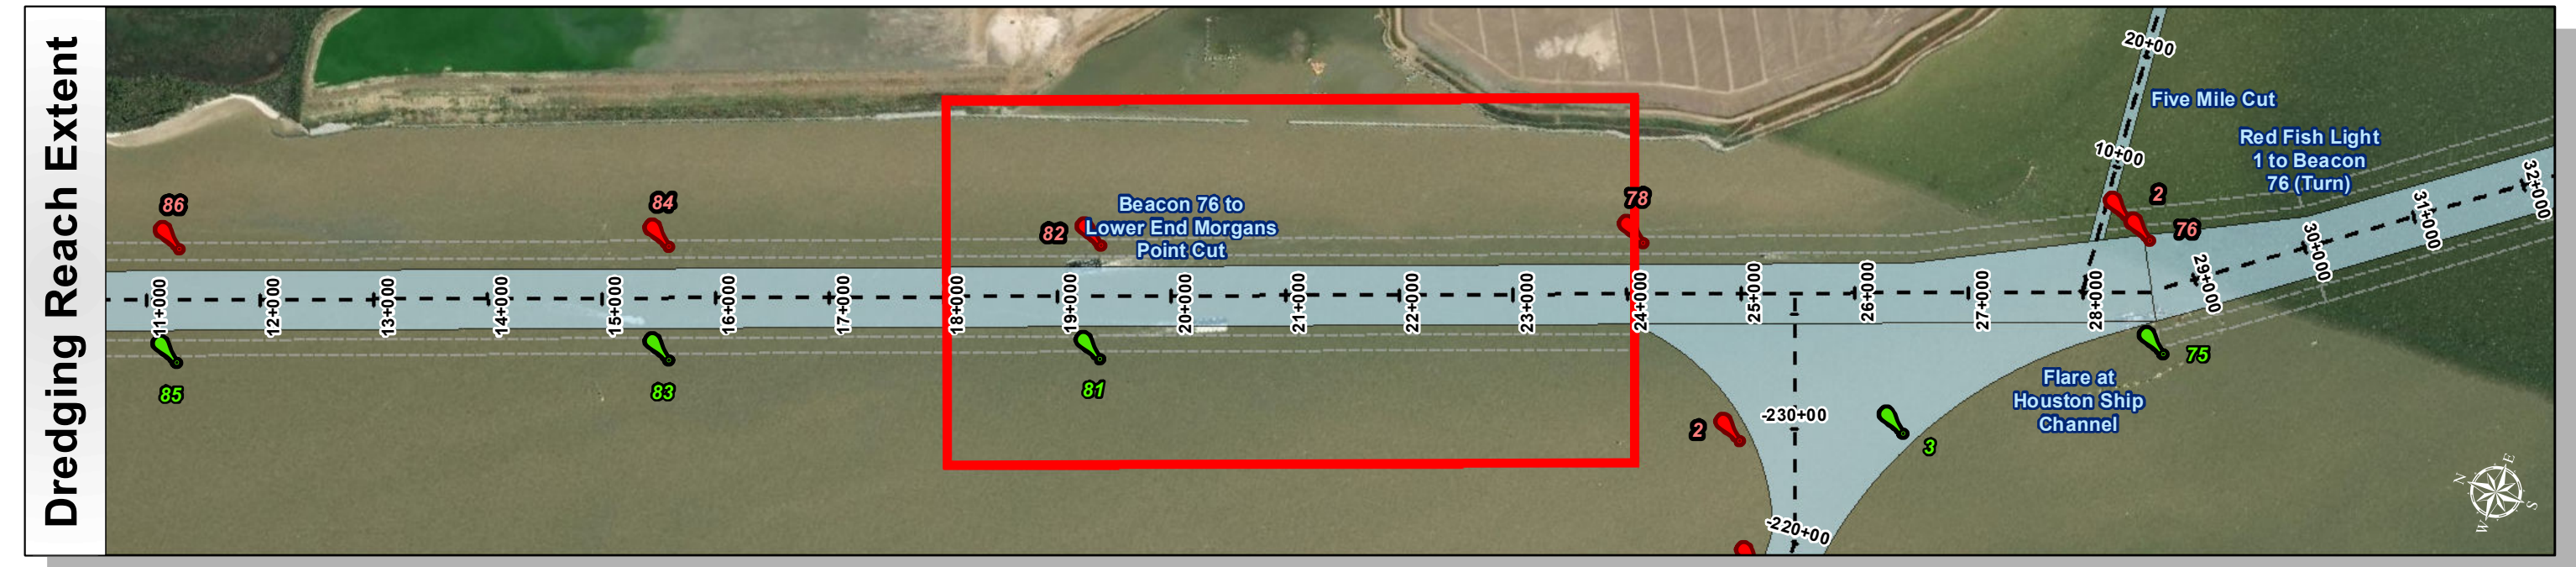 Dredging Reach Extent
20+00
Five Mile Cut
Red Fish Light
1 to Beacon
76 (Turn)
10+00
86
84
82
Beacon 76 to
Lower End Morgans
Point Cut
78
2
76
11+000
12+000
13+000
14+000
15+000
16+000
17+000
18+000
19+000
20+000
21+000
22+000
23+000
24+000
25+000
26+000
27+000
28+000
29+000
30+000
31+000
32+000
85
83
81
75
Flare at
Houston Ship
Channel
-230+00
2
3
-220+00
N
E
S
W